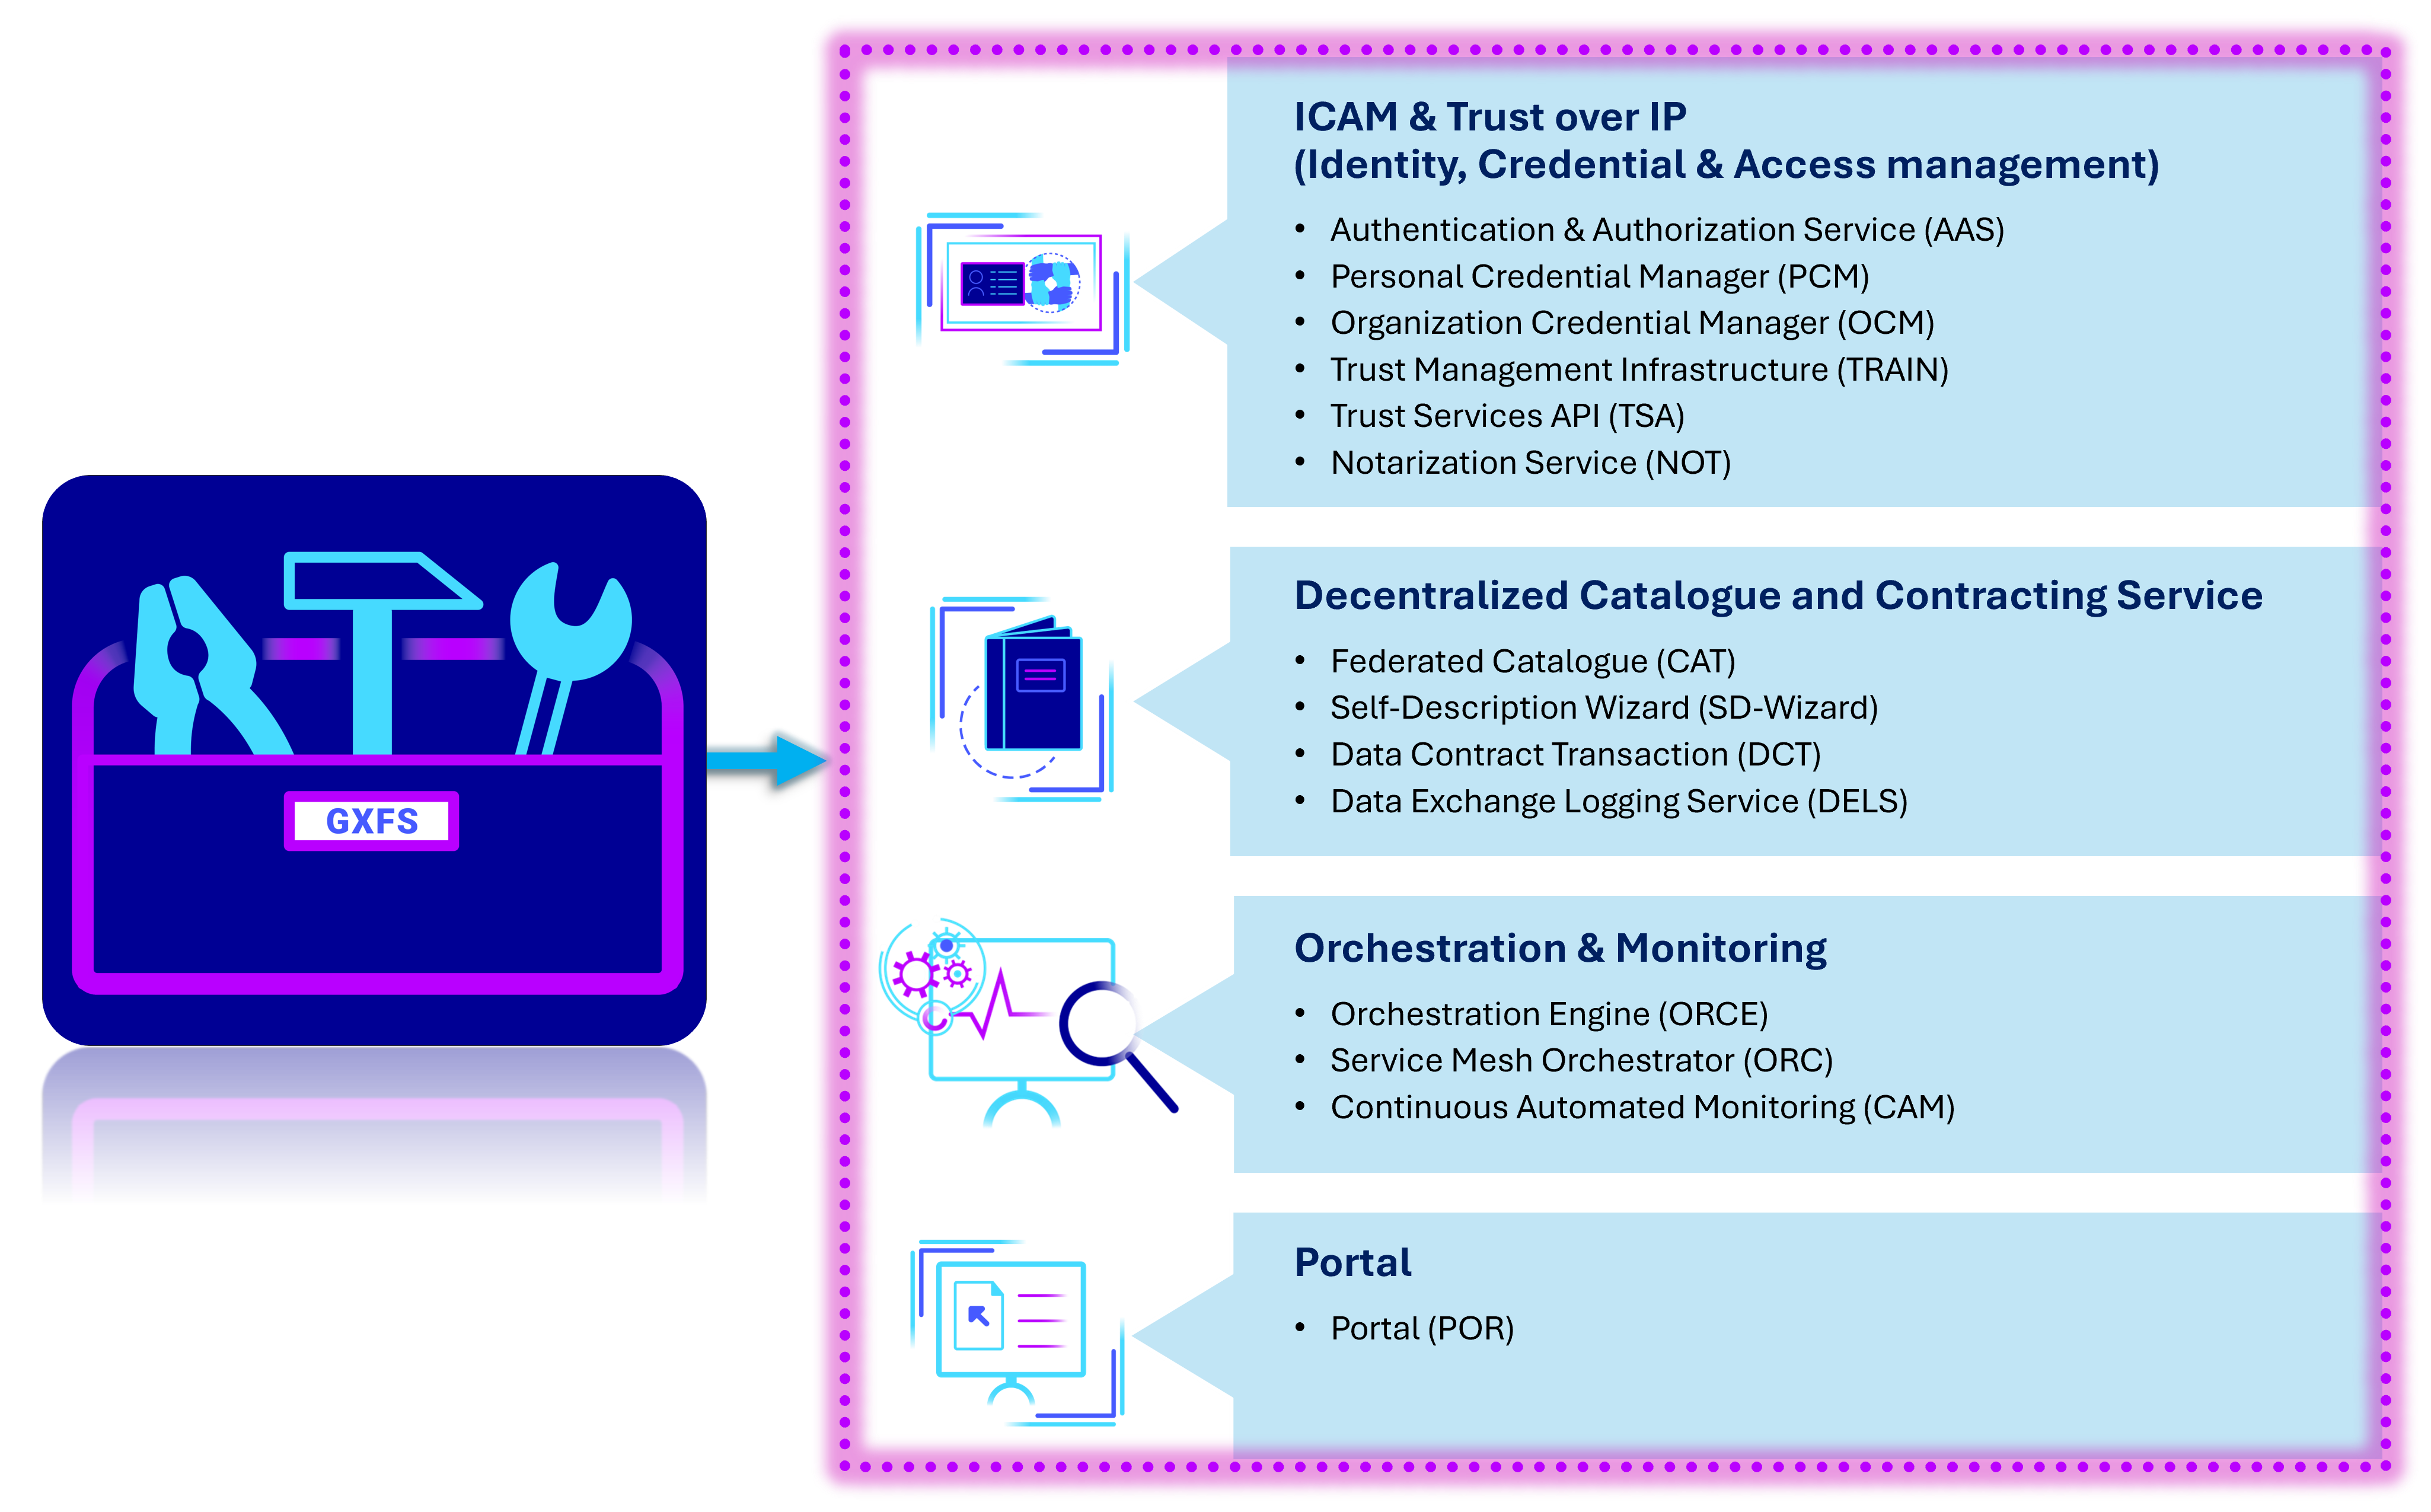 GXFS
ICAM & Trust over IP
(Identity, Credential & Access management)
• Authentication & Authorization Service (AAS)
• Personal Credential Manager (PCM)
• Organization Credential Manager (OCM)
• Trust Management Infrastructure (TRAIN)
• Trust Services API (TSA)
• Notarization Service (NOT)
Decentralized Catalogue and Contracting Service
• Federated Catalogue (CAT)
• Self-Description Wizard (SD-Wizard)
• Data Contract Transaction (DCT)
• Data Exchange Logging Service (DELS)
Orchestration & Monitoring
• Orchestration Engine (ORCE)
• Service Mesh Orchestrator (ORC)
• Continuous Automated Monitoring (CAM)
Portal
• Portal (POR)